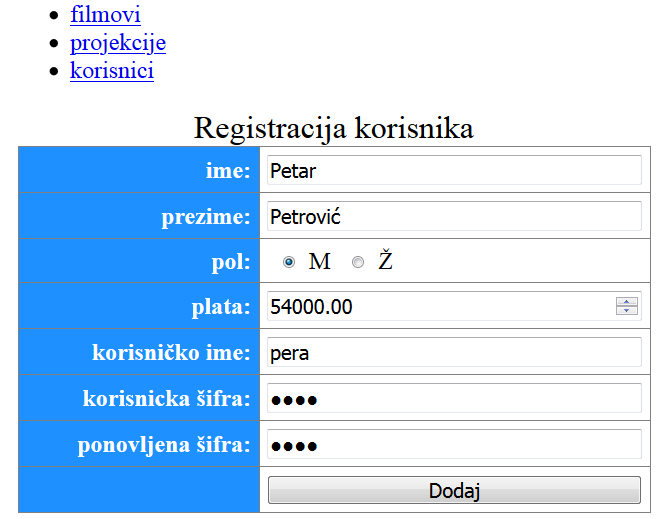 filmovi
projekcije
korisnici
Registracija korisnika
ime: Petar
prezime: Petrović
pol: M Ž
plata: 54000.00
korisničko ime: pera
korisnicka šifra: ●●●●
ponovljena šifra: ●●●●
Dodaj